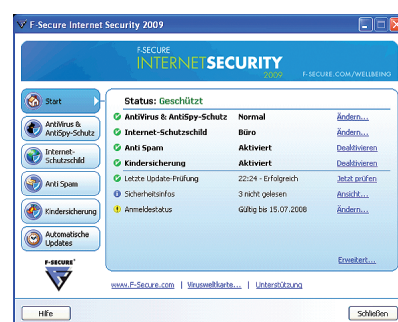 F-Secure Internet Security 2009
F-SECURE
INTERNETSECURITY
2009
F-SECURE.COM/WELLBEING
Start
AntiVirus & AntiSpy-Schutz
Internet-Schutzschild
Anti Spam
Kindersicherung
Automatische Updates
F-SECURE
Status: Geschützt
AntiVirus & AntiSpy-Schutz Normal Ändern...
Internet-Schutzschild Büro Ändern...
Anti Spam Aktiviert Deaktivieren
Kindersicherung Aktiviert Deaktivieren
Letzte Update-Prüfung 22:24 - Erfolgreich Jetzt prüfen
Sicherheitsinfos 3 nicht gelesen Ansicht...
Anmeldestatus Gültig bis 15.07.2008 Ändern...
Erweitert...
www.F-Secure.com | Virusweltkarte... | Unterstützung
Hilfe Schließen